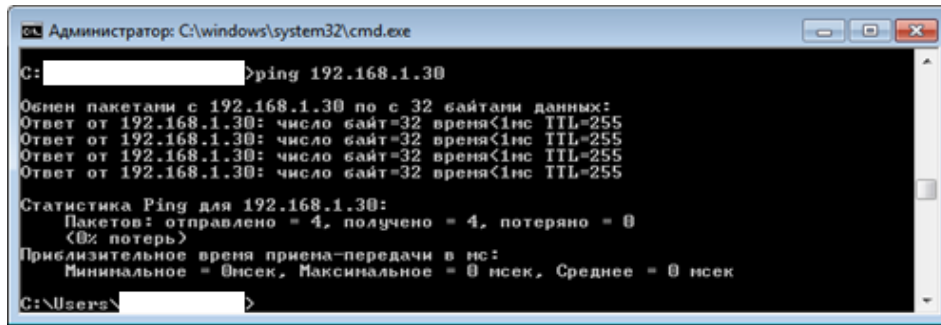 Администратор: C:\windows\system32\cmd.exe
C: >ping 192.168.1.30
Обмен пакетами с 192.168.1.30 по с 32 байтами данных:
Ответ от 192.168.1.30: число байт=32 время<1мс TTL=255
Ответ от 192.168.1.30: число байт=32 время<1мс TTL=255
Ответ от 192.168.1.30: число байт=32 время<1мс TTL=255
Ответ от 192.168.1.30: число байт=32 время<1мс TTL=255
Статистика Ping для 192.168.1.30:
Пакетов: отправлено = 4, получено = 4, потеряно = 0
(0% потерь)
Приблизительное время приема-передачи в мс:
Минимальное = 0мсек, Максимальное = 0 мсек, Среднее = 0 мсек
C:\Users\ >